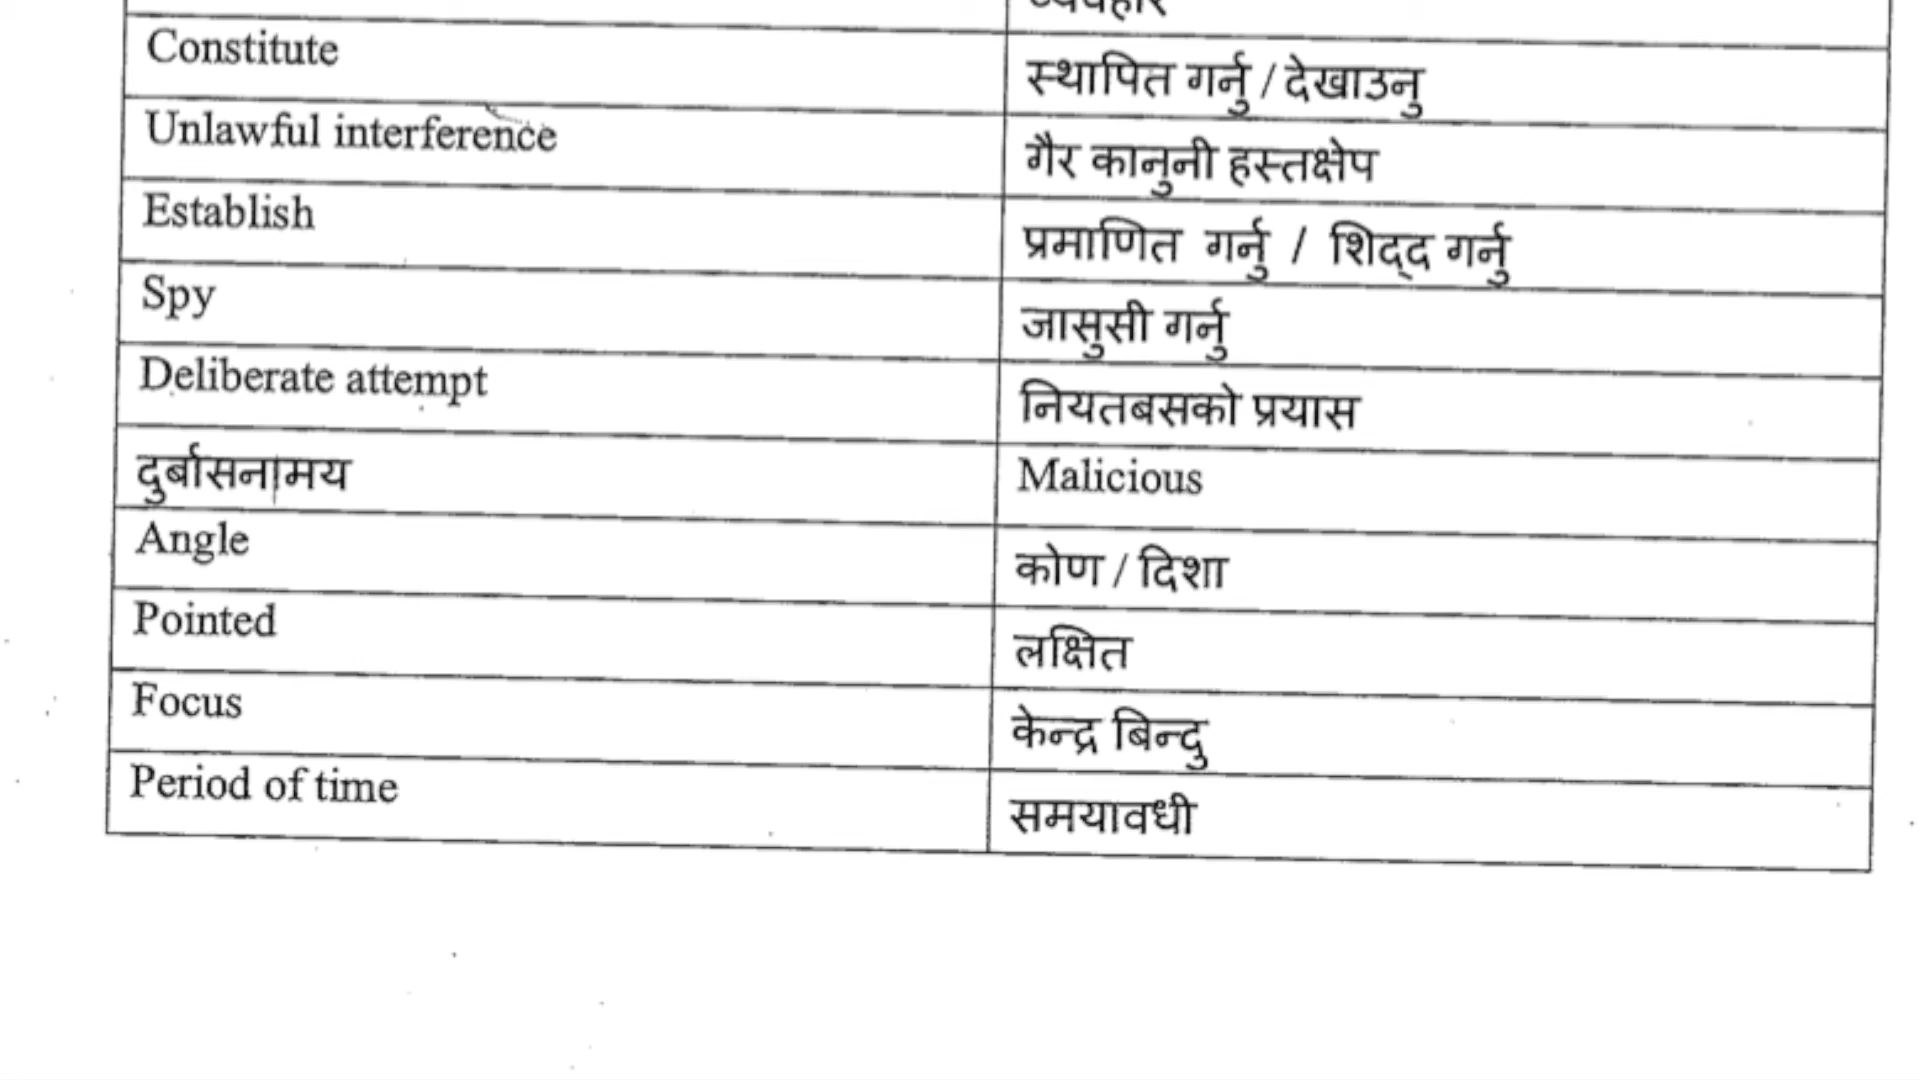 व्यवहार
Constitute
स्थापित गर्नु / देखाउनु
Unlawful interference
गैर कानुनी हस्तक्षेप
Establish
प्रमाणित गर्नु / शिद्द गर्नु
Spy
जासुसी गर्नु
Deliberate attempt
नियतबसको प्रयास
दुर्बासनामय
Malicious
Angle
कोण / दिशा
Pointed
लक्षित
Focus
केन्द्र बिन्दु
Period of time
समयावधी